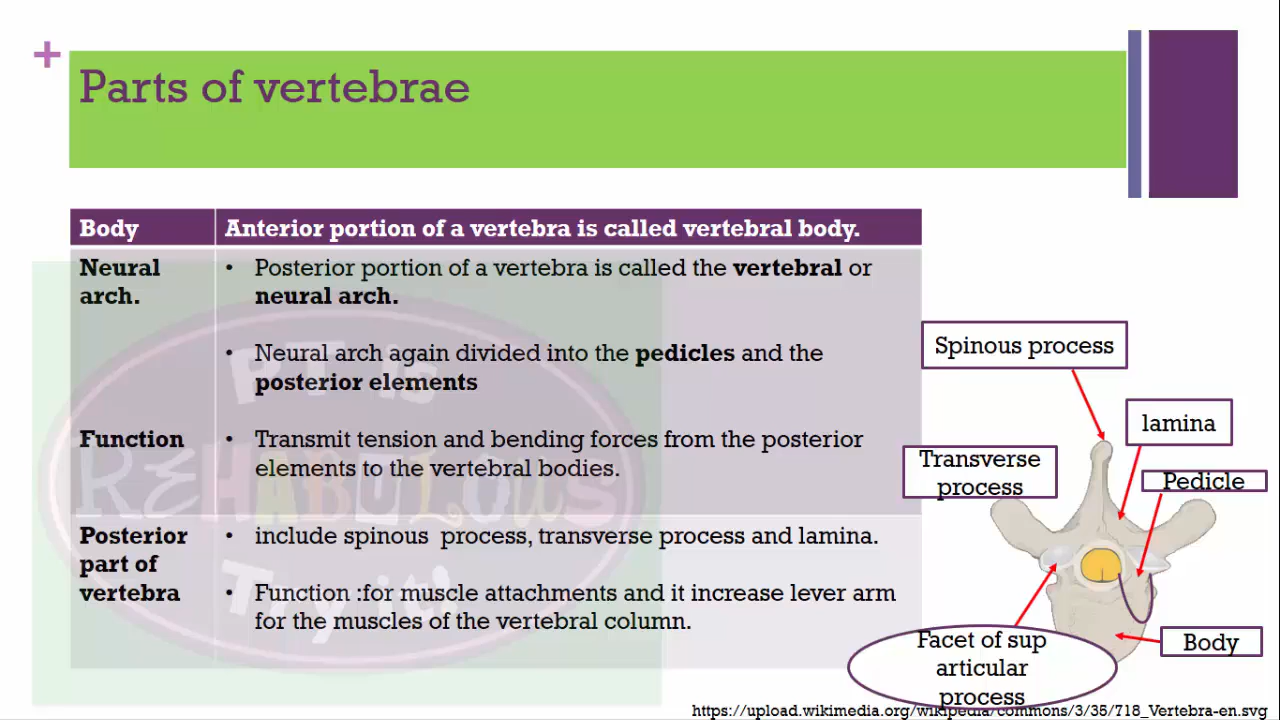 +
Parts of vertebrae
Body
Anterior portion of a vertebra is called vertebral body.
Neural
arch.
• Posterior portion of a vertebra is called the vertebral or
neural arch.
• Neural arch again divided into the pedicles and the
posterior elements
Function
• Transmit tension and bending forces from the posterior
elements to the vertebral bodies.
Posterior
part of
vertebra
• include spinous process, transverse process and lamina.
• Function :for muscle attachments and it increase lever arm
for the muscles of the vertebral column.
PT is
REHABULOUS
Try it!
Spinous process
lamina
Transverse
process
Pedicle
Facet of sup
articular
process
Body
https://upload.wikimedia.org/wikipedia/commons/3/35/718_Vertebra-en.svg